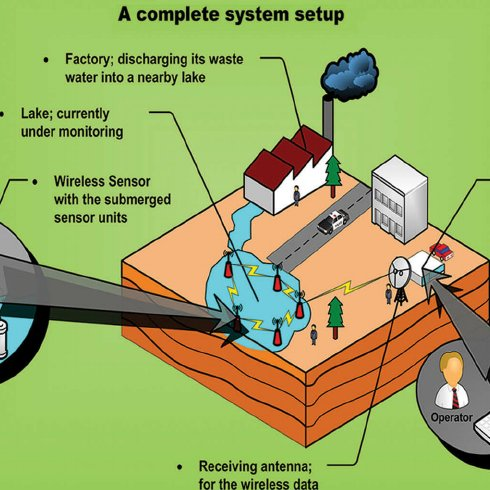 A complete system setup
• Factory; discharging its waste
water into a nearby lake
• Lake; currently
under monitoring
• Wireless Sensor
with the submerged
sensor units
Operator
• Receiving antenna;
for the wireless data